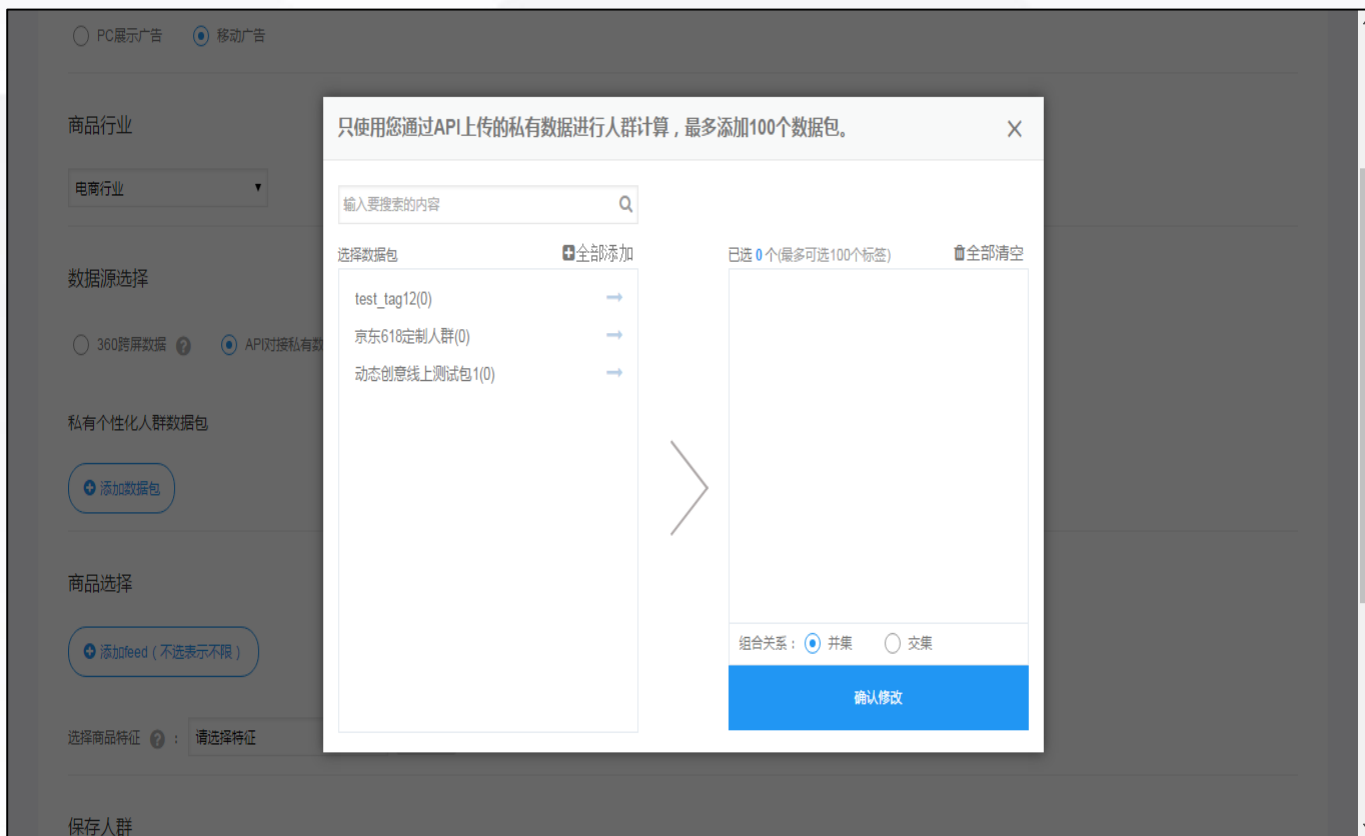 PC展示广告 移动广告
商品行业
电商行业
数据源选择
360跨屏数据 ? API对接私有数
私有个性化人群数据包
添加数据包
商品选择
添加feed（不选表示不限）
选择商品特征 ? ： 请选择特征
保存人群
只使用您通过API上传的私有数据进行人群计算，最多添加100个数据包。
输入要搜索的内容
选择数据包 全部添加
test_tag12(0)
京东618定制人群(0)
动态创意线上测试包1(0)
已选 0 个(最多可选100个标签) 全部清空
组合关系： 并集 交集
确认修改